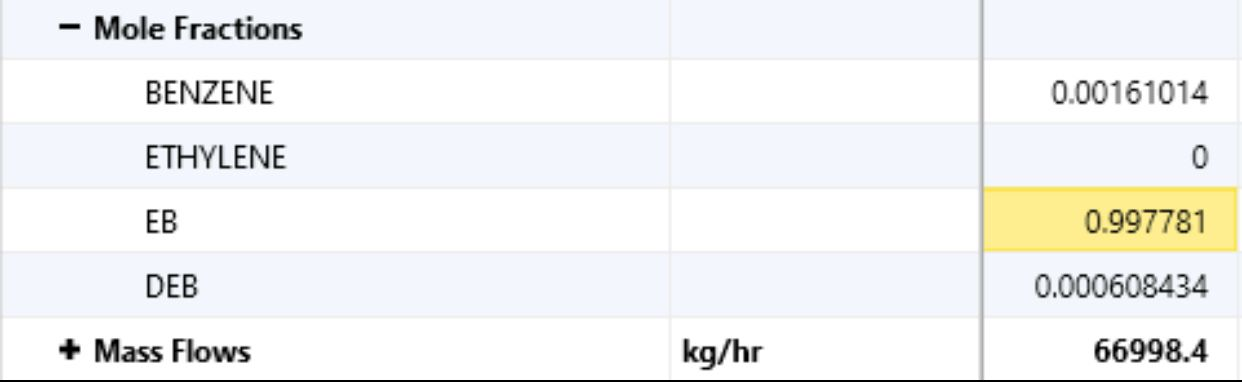 − Mole Fractions
BENZENE 0.00161014
ETHYLENE 0
EB 0.997781
DEB 0.000608434
+ Mass Flows kg/hr 66998.4